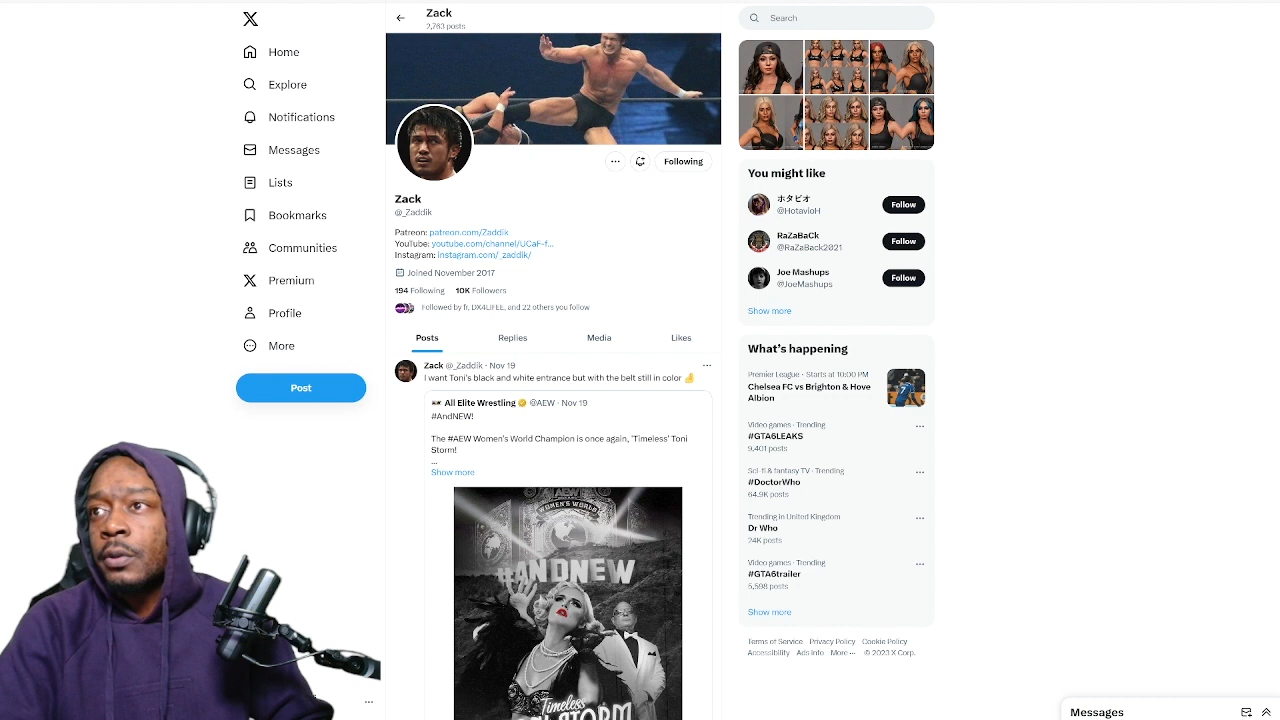 Home
Explore
Notifications
Messages
Lists
Bookmarks
Communities
Premium
Profile
More
Post
Zack
2,763 posts
Following
Zack
@_Zaddik
Patreon: patreon.com/Zaddik
YouTube: youtube.com/channel/UCaF-f...
Instagram: instagram.com/_zaddik/
Joined November 2017
194 Following 10K Followers
Followed by fr, DX4LIFEE, and 22 others you follow
Posts Replies Media Likes
Zack @_Zaddik · Nov 19
I want Toni's black and white entrance but with the belt still in color
All Elite Wrestling @AEW · Nov 19
#AndNEW!
The #AEW Women's World Champion is once again, 'Timeless' Toni
Storm!
...
Show more
WOMEN'S WORLD
#ANDNEW
Timeless
TONI STORM
Search
You might like
ホタビオ
@HotavioH
Follow
RaZaBaCk
@RaZaBack2021
Follow
Joe Mashups
@JoeMashups
Follow
Show more
What's happening
Premier League · Starts at 10:00 PM
Chelsea FC vs Brighton & Hove
Albion
Video games · Trending
#GTA6LEAKS
9,401 posts
Sci-fi & fantasy TV · Trending
#DoctorWho
64.9K posts
Trending in United Kingdom
Dr Who
24K posts
Video games · Trending
#GTA6trailer
5,598 posts
Show more
Terms of Service Privacy Policy Cookie Policy
Accessibility Ads info More ... © 2023 X Corp.
Messages